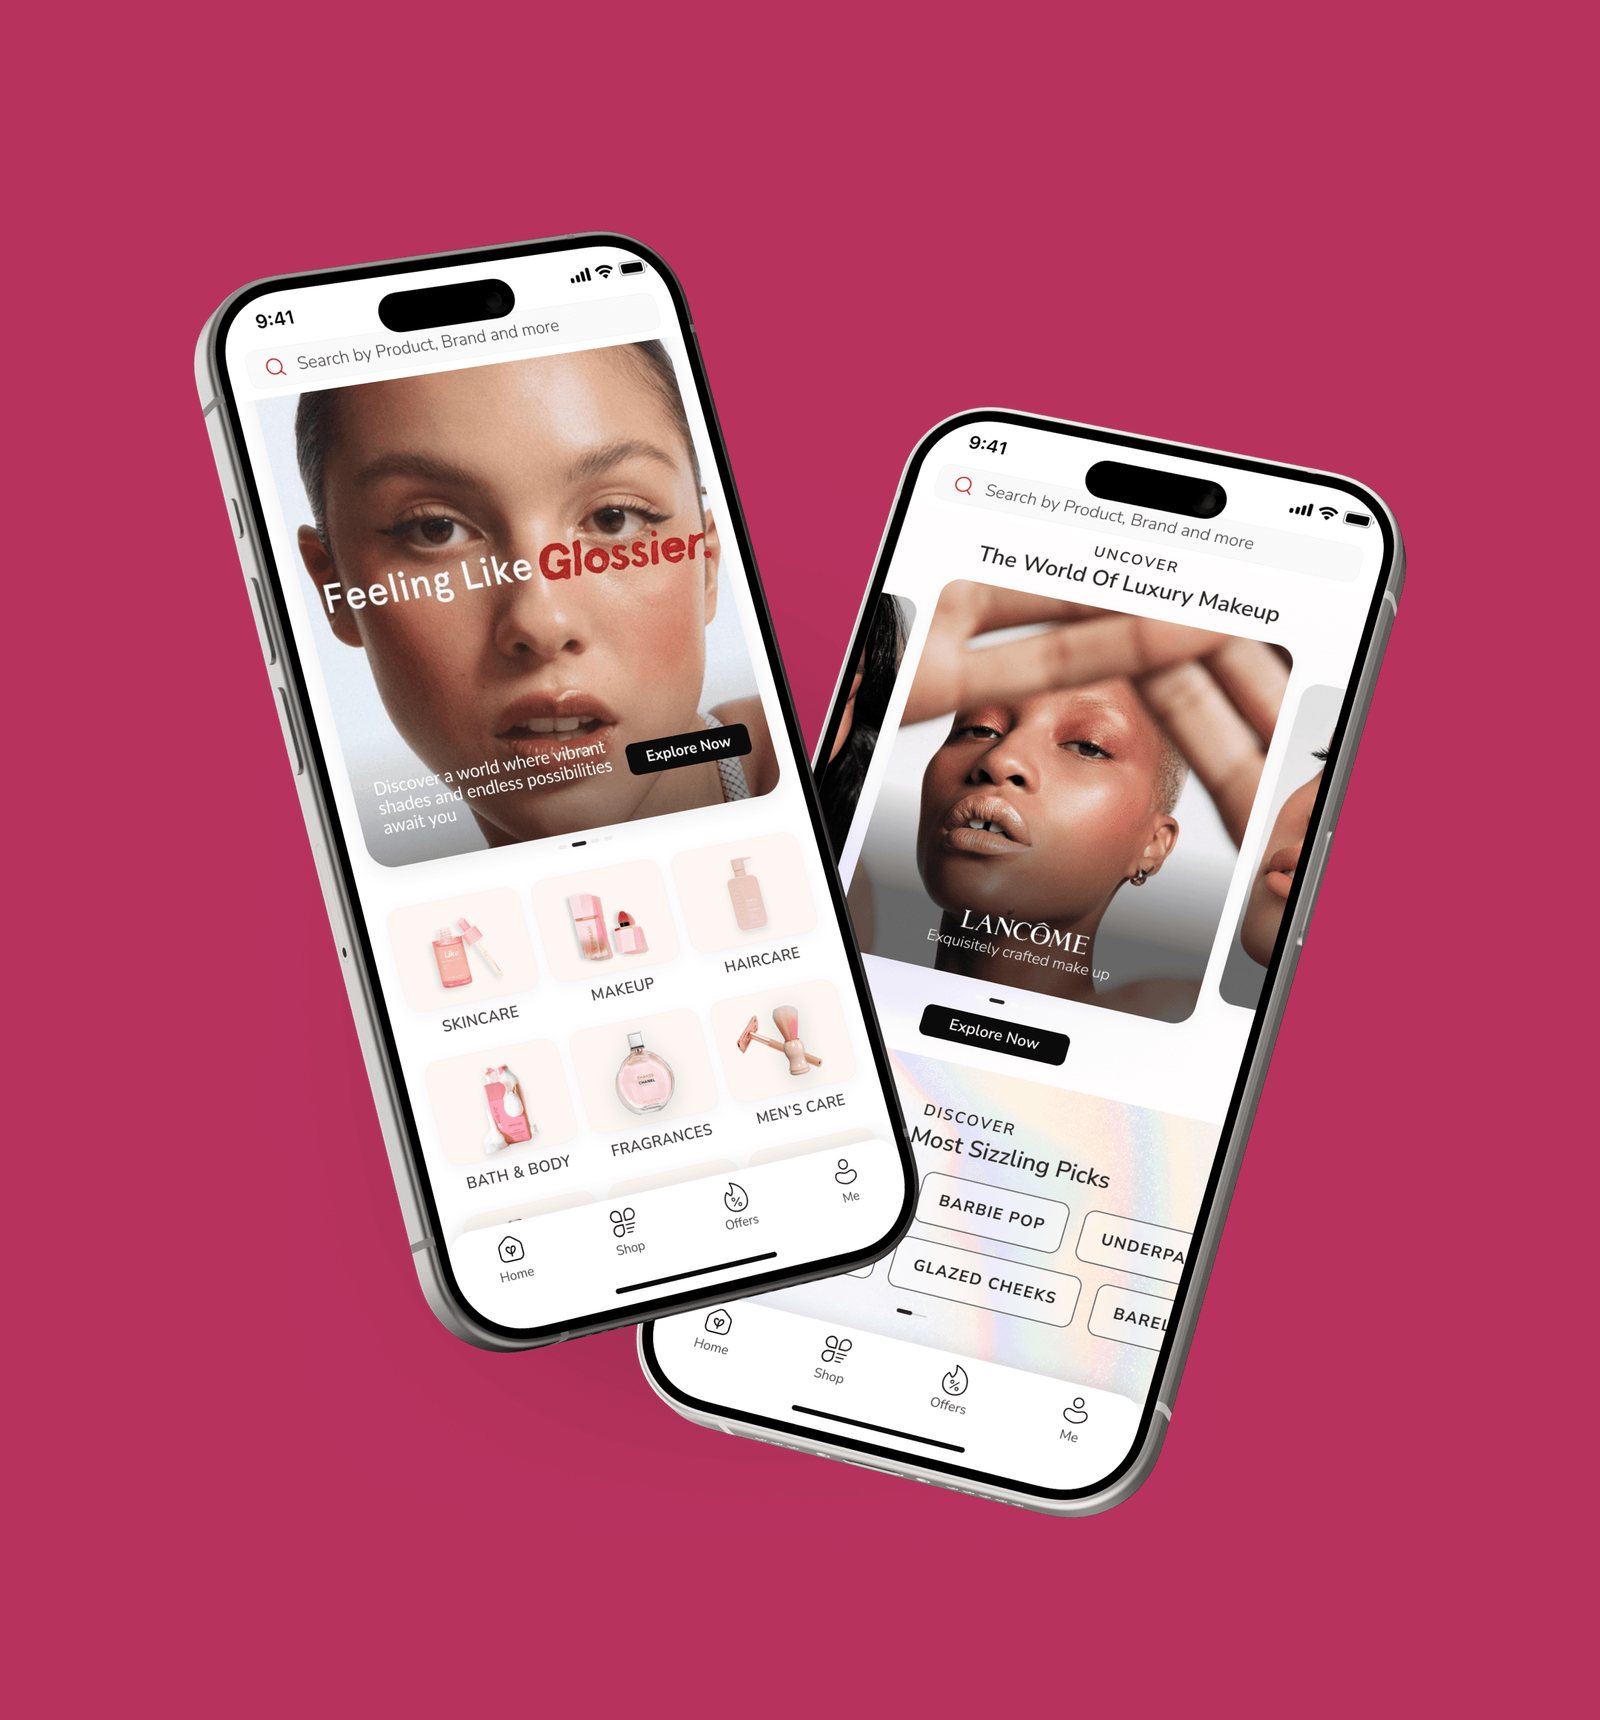 9:41
Search by Product, Brand and more
Feeling Like Glossier.
Discover a world where vibrant
shades and endless possibilities
await you
Explore Now
SKINCARE
MAKEUP
HAIRCARE
BATH & BODY
FRAGRANCES
MEN'S CARE
Home
Shop
Offers
Me
9:41
Search by Product, Brand and more
UNCOVER
The World Of Luxury Makeup
LANCÔME
Exquisitely crafted make up
Explore Now
DISCOVER
Most Sizzling Picks
BARBIE POP
UNDERPA
GLAZED CHEEKS
BAREL
Home
Shop
Offers
Me